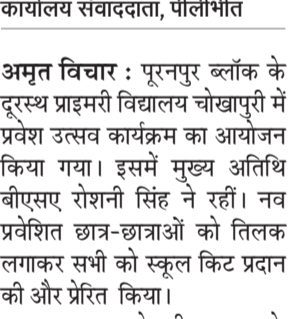 कार्यालय संवाददाता, पीलीभीत
अमृत विचार : पूरनपुर ब्लॉक के
दूरस्थ प्राइमरी विद्यालय चोखापुरी में
प्रवेश उत्सव कार्यक्रम का आयोजन
किया गया। इसमें मुख्य अतिथि
बीएसए रोशनी सिंह ने रहीं। नव
प्रवेशित छात्र-छात्राओं को तिलक
लगाकर सभी को स्कूल किट प्रदान
की और प्रेरित किया।